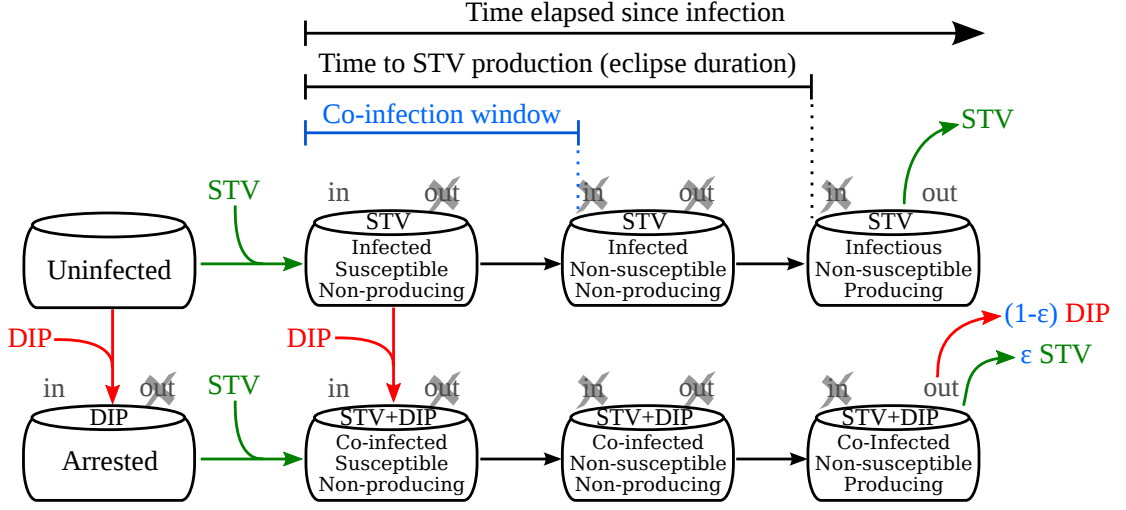 Time elapsed since infection
Time to STV production (eclipse duration)
Co-infection window
STV
STV
in
out
in
out
in
out
Uninfected
STV
Infected
Susceptible
Non-producing
STV
Infected
Non-susceptible
Non-producing
STV
Infectious
Non-susceptible
Producing
DIP
DIP
(1-ε) DIP
ε STV
in
out
STV
in
out
in
out
in
out
DIP
Arrested
STV+DIP
Co-infected
Susceptible
Non-producing
STV+DIP
Co-infected
Non-susceptible
Non-producing
STV+DIP
Co-Infected
Non-susceptible
Producing